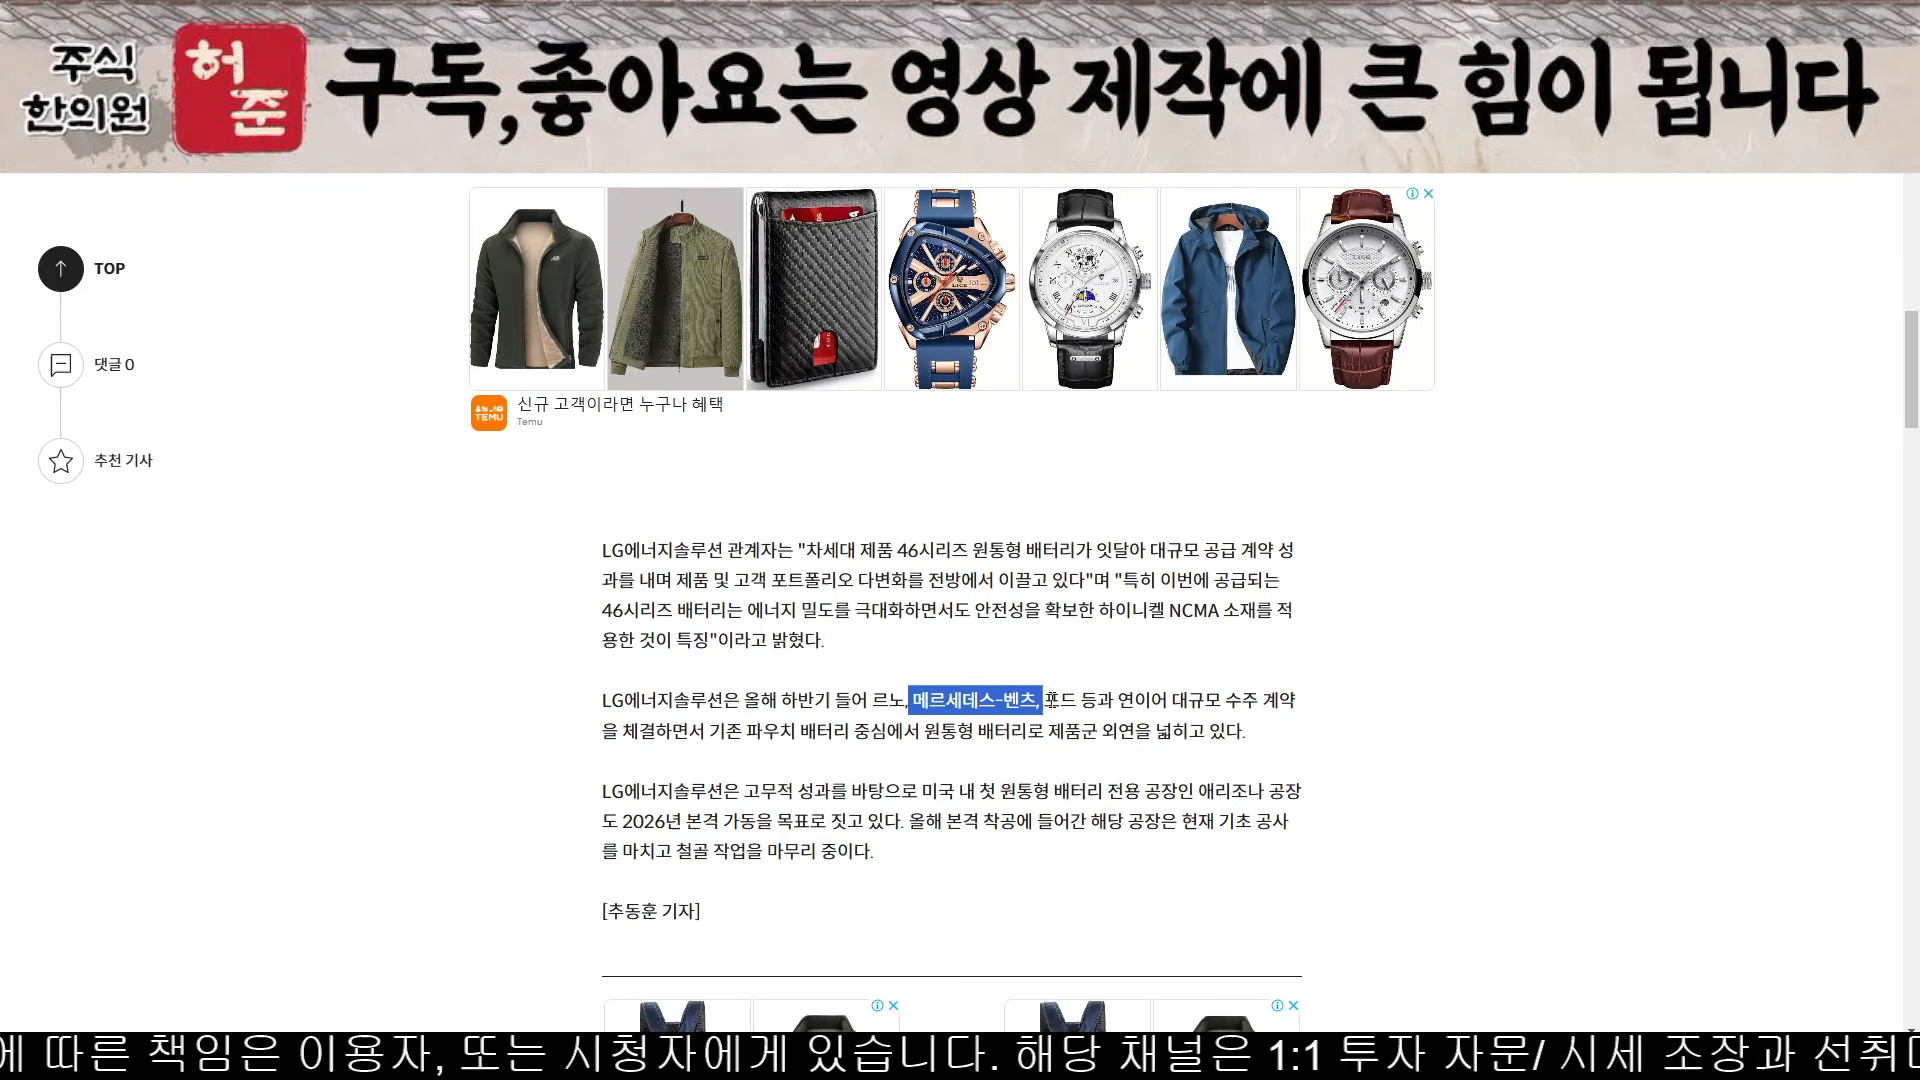 주식
한의원
허
준
구독,좋아요는 영상 제작에 큰 힘이 됩니다
TOP
댓글 0
추천 기사
TEMU
신규 고객이라면 누구나 혜택
Temu
LG에너지솔루션 관계자는 "차세대 제품 46시리즈 원통형 배터리가 잇달아 대규모 공급 계약 성
과를 내며 제품 및 고객 포트폴리오 다변화를 전방에서 이끌고 있다"며 "특히 이번에 공급되는
46시리즈 배터리는 에너지 밀도를 극대화하면서도 안전성을 확보한 하이니켈 NCMA 소재를 적
용한 것이 특징"이라고 밝혔다.
LG에너지솔루션은 올해 하반기 들어 르노, 메르세데스-벤츠, 포드 등과 연이어 대규모 수주 계약
을 체결하면서 기존 파우치 배터리 중심에서 원통형 배터리로 제품군 외연을 넓히고 있다.
LG에너지솔루션은 고무적 성과를 바탕으로 미국 내 첫 원통형 배터리 전용 공장인 애리조나 공장
도 2026년 본격 가동을 목표로 짓고 있다. 올해 본격 착공에 들어간 해당 공장은 현재 기초 공사
를 마치고 철골 작업을 마무리 중이다.
[추동훈 기자]
에 따른 책임은 이용자, 또는 시청자에게 있습니다. 해당 채널은 1:1 투자 자문/ 시세 조장과 선취